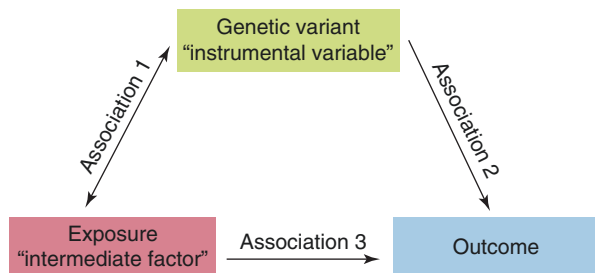 Genetic variant
“instrumental variable”
Association 1
Association 2
Exposure
“intermediate factor”
Association 3
Outcome